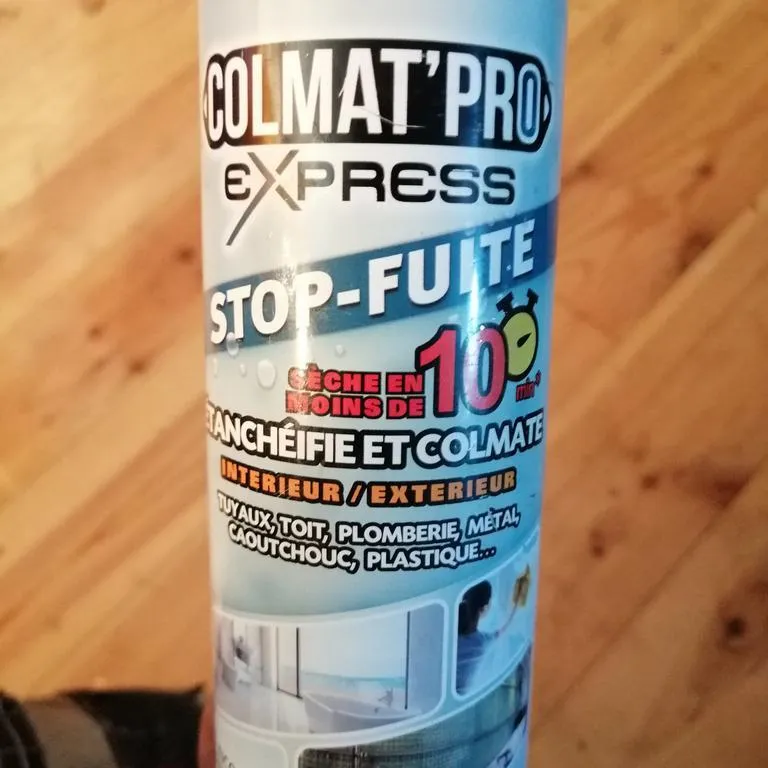 COLMAT'PRO
eXPRESS
STOP-FUITE
SÈCHE EN
MOINS DE
10
min*
ÉTANCHÉIFIE ET COLMATE
INTERIEUR / EXTERIEUR
TUYAUX, TOIT, PLOMBERIE, MÉTAL,
CAOUTCHOUC, PLASTIQUE...